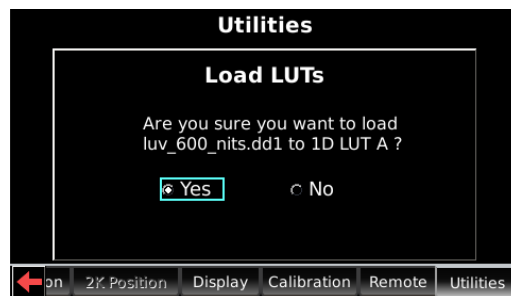 Utilities
Load LUTs
Are you sure you want to load
luv_600_nits.dd1 to 1D LUT A ?
Yes No
on 2K Position Display Calibration Remote Utilities